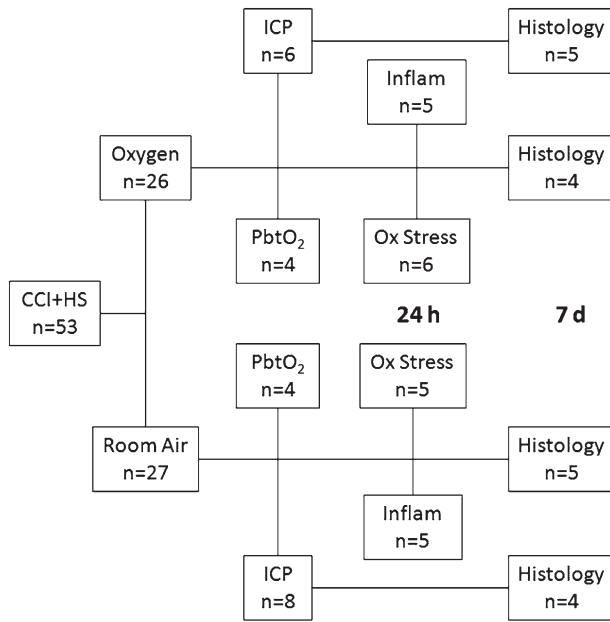 ICP
n=6
Histology
n=5
Inflam
n=5
Oxygen
n=26
Histology
n=4
PbtO₂
n=4
Ox Stress
n=6
CCI+HS
n=53
24 h
7 d
PbtO₂
n=4
Ox Stress
n=5
Room Air
n=27
Histology
n=5
Inflam
n=5
ICP
n=8
Histology
n=4